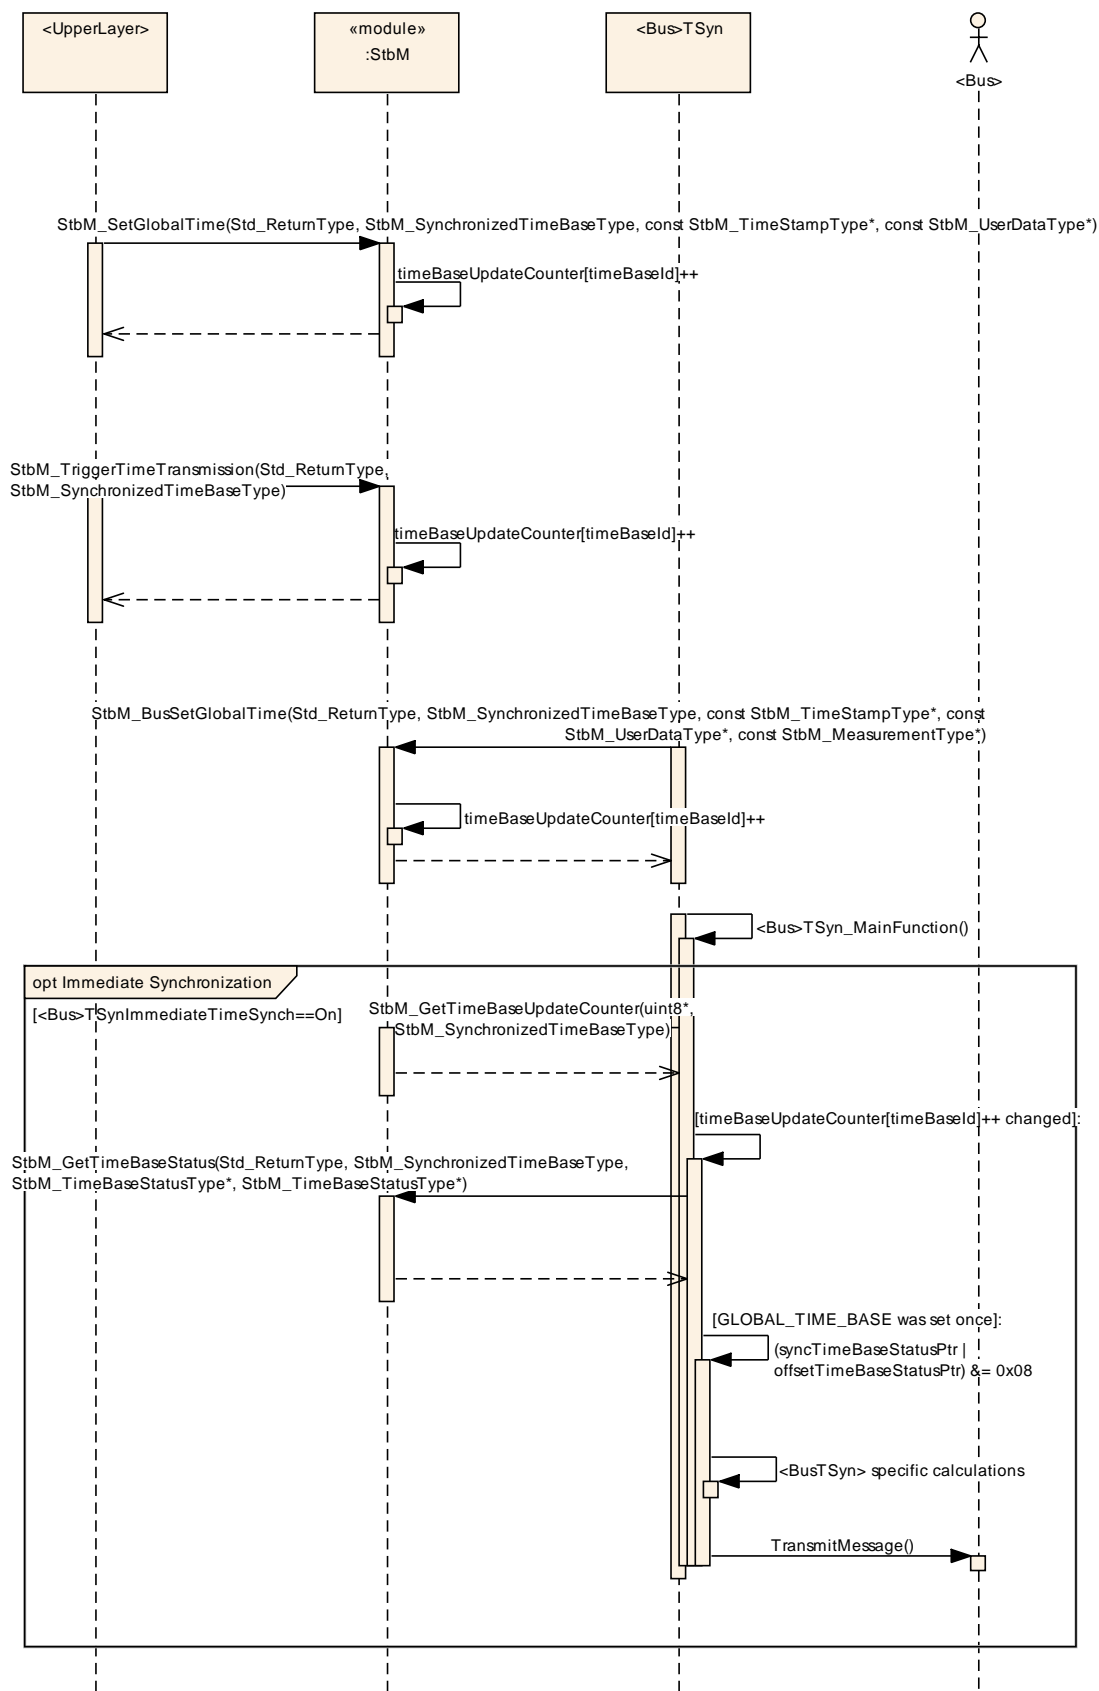 <UpperLayer>
«module»
:StbM
<Bus>TSyn
<Bus>
StbM_SetGlobalTime(Std_ReturnType, StbM_SynchronizedTimeBaseType, const StbM_TimeStampType*, const StbM_UserDataType*)
timeBaseUpdateCounter[timeBaseId]++
StbM_TriggerTimeTransmission(Std_ReturnType,
StbM_SynchronizedTimeBaseType)
timeBaseUpdateCounter[timeBaseId]++
StbM_BusSetGlobalTime(Std_ReturnType, StbM_SynchronizedTimeBaseType, const StbM_TimeStampType*, const
StbM_UserDataType*, const StbM_MeasurementType*)
timeBaseUpdateCounter[timeBaseId]++
<Bus>TSyn_MainFunction()
opt Immediate Synchronization
[<Bus>TSynImmediateTimeSynch==On]
StbM_GetTimeBaseUpdateCounter(uint8*,
StbM_SynchronizedTimeBaseType)
[timeBaseUpdateCounter[timeBaseId]++ changed]:
StbM_GetTimeBaseStatus(Std_ReturnType, StbM_SynchronizedTimeBaseType,
StbM_TimeBaseStatusType*, StbM_TimeBaseStatusType*)
[GLOBAL_TIME_BASE was set once]:
(syncTimeBaseStatusPtr |
offsetTimeBaseStatusPtr) &= 0x08
<BusTSyn> specific calculations
TransmitMessage()